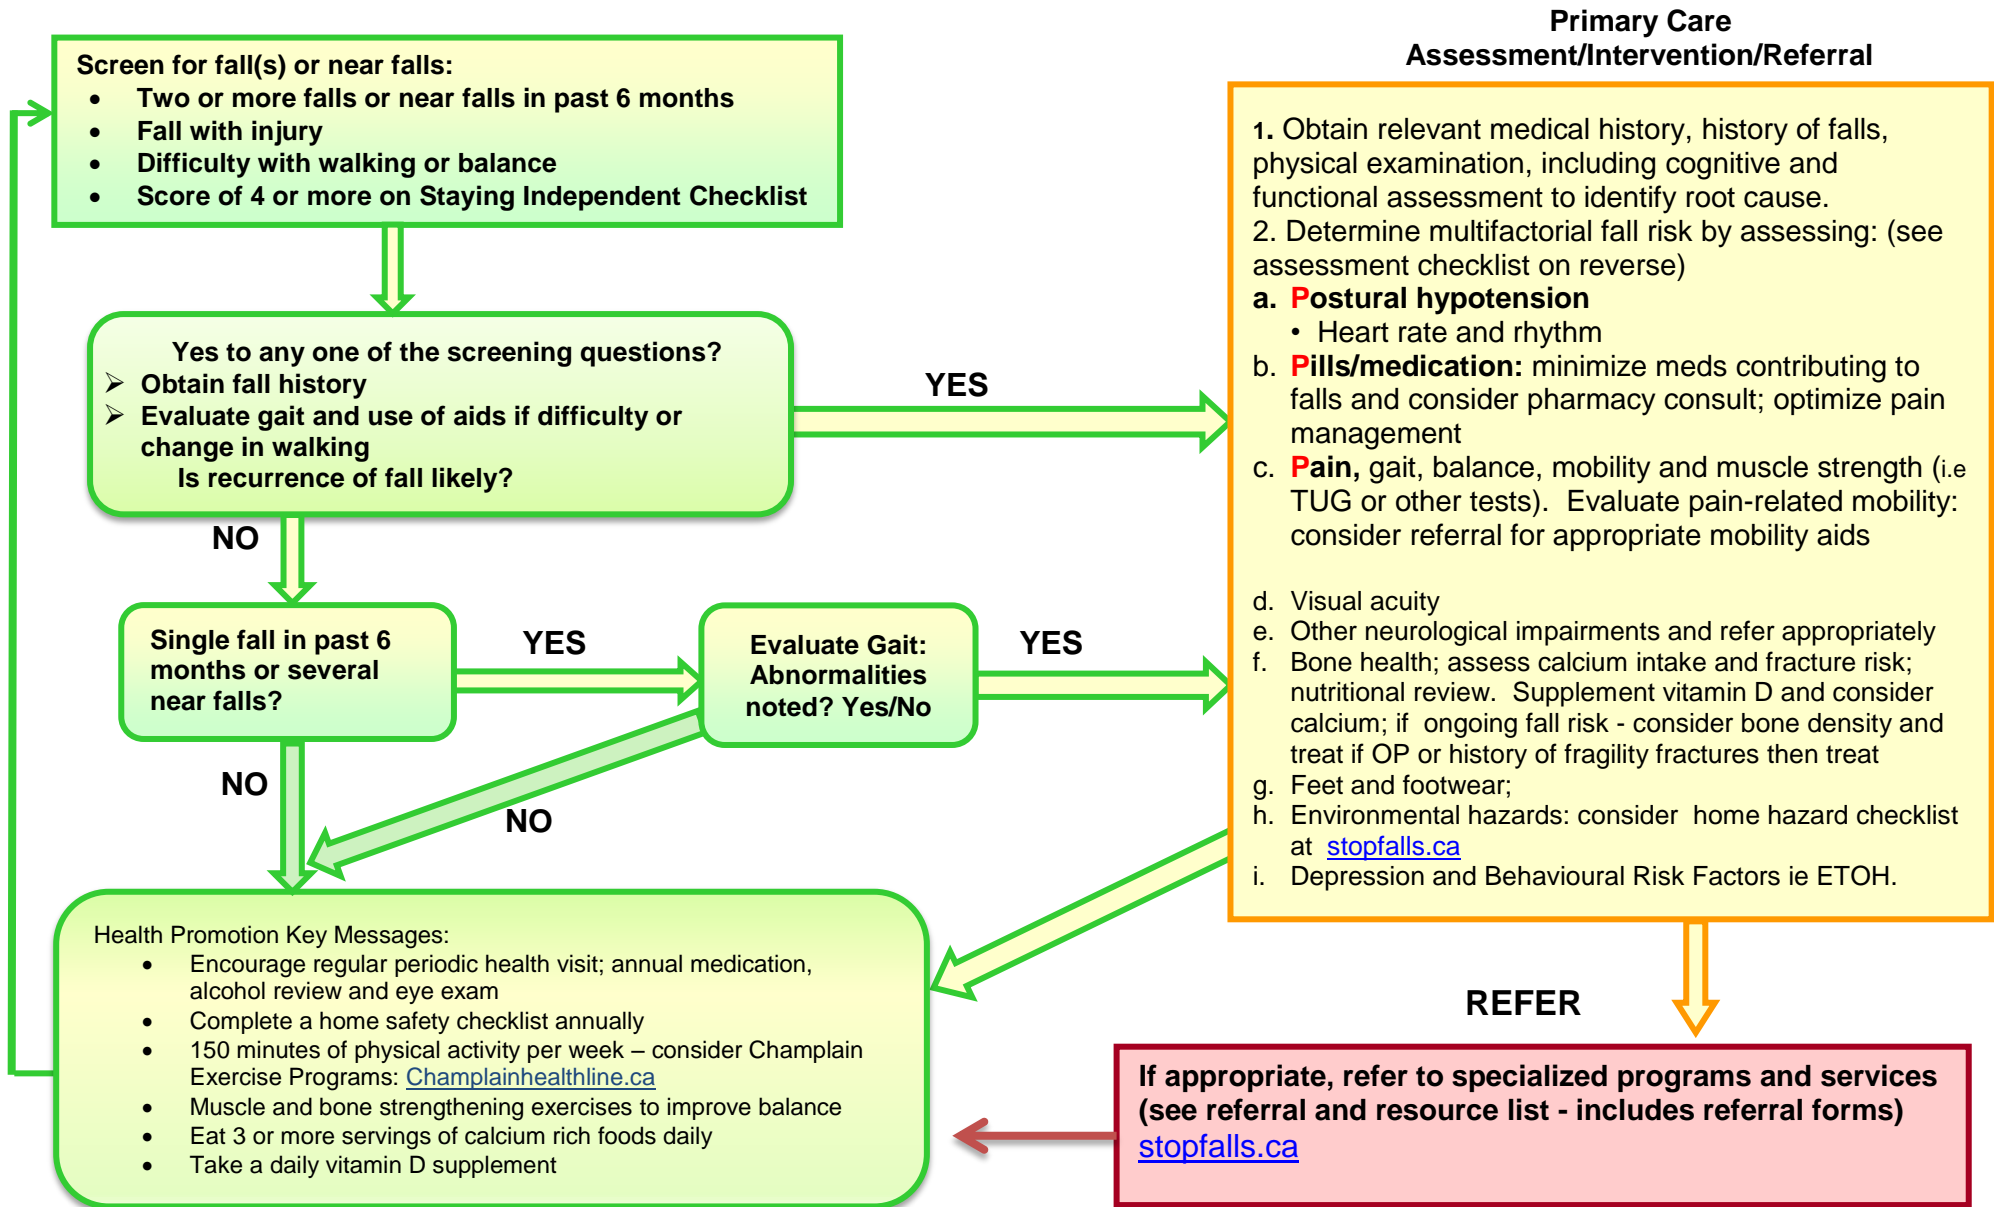 Primary Care
Assessment/Intervention/Referral
Screen for fall(s) or near falls:
• Two or more falls or near falls in past 6 months
• Fall with injury
• Difficulty with walking or balance
• Score of 4 or more on Staying Independent Checklist
Yes to any one of the screening questions?
➢ Obtain fall history
➢ Evaluate gait and use of aids if difficulty or
change in walking
Is recurrence of fall likely?
YES
NO
Single fall in past 6
months or several
near falls?
YES
Evaluate Gait:
Abnormalities
noted? Yes/No
YES
NO
NO
1. Obtain relevant medical history, history of falls,
physical examination, including cognitive and
functional assessment to identify root cause.
2. Determine multifactorial fall risk by assessing: (see
assessment checklist on reverse)
a. Postural hypotension
• Heart rate and rhythm
b. Pills/medication: minimize meds contributing to
falls and consider pharmacy consult; optimize pain
management
c. Pain, gait, balance, mobility and muscle strength (i.e
TUG or other tests). Evaluate pain-related mobility:
consider referral for appropriate mobility aids
d. Visual acuity
e. Other neurological impairments and refer appropriately
f. Bone health; assess calcium intake and fracture risk;
nutritional review. Supplement vitamin D and consider
calcium; if ongoing fall risk - consider bone density and
treat if OP or history of fragility fractures then treat
g. Feet and footwear;
h. Environmental hazards: consider home hazard checklist
at stopfalls.ca
i. Depression and Behavioural Risk Factors ie ETOH.
Health Promotion Key Messages:
• Encourage regular periodic health visit; annual medication,
alcohol review and eye exam
• Complete a home safety checklist annually
• 150 minutes of physical activity per week – consider Champlain
Exercise Programs: Champlainhealthline.ca
• Muscle and bone strengthening exercises to improve balance
• Eat 3 or more servings of calcium rich foods daily
• Take a daily vitamin D supplement
REFER
If appropriate, refer to specialized programs and services
(see referral and resource list - includes referral forms)
stopfalls.ca